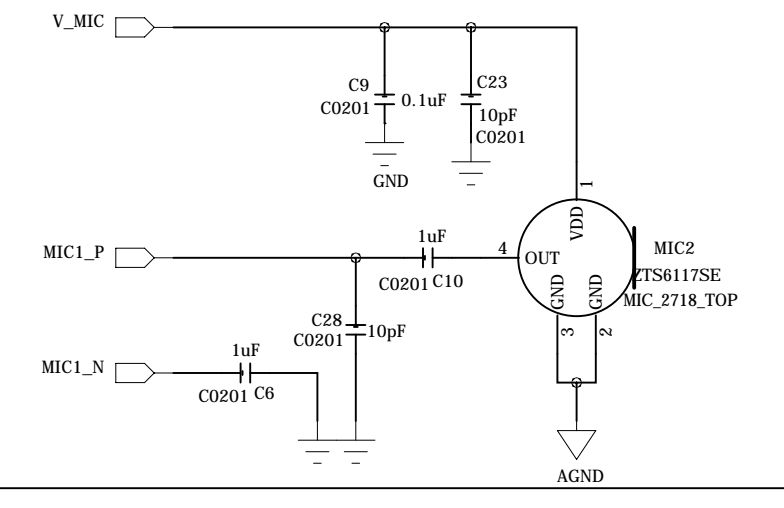 V_MIC
C9
C0201
0.1uF
C23
10pF
C0201
GND
1
VDD
MIC1_P
1uF
C0201 C10
4
OUT
MIC2
ZTS6117SE
MIC_2718_TOP
GND
GND
3
2
C28
C0201
10pF
MIC1_N
1uF
C0201 C6
AGND